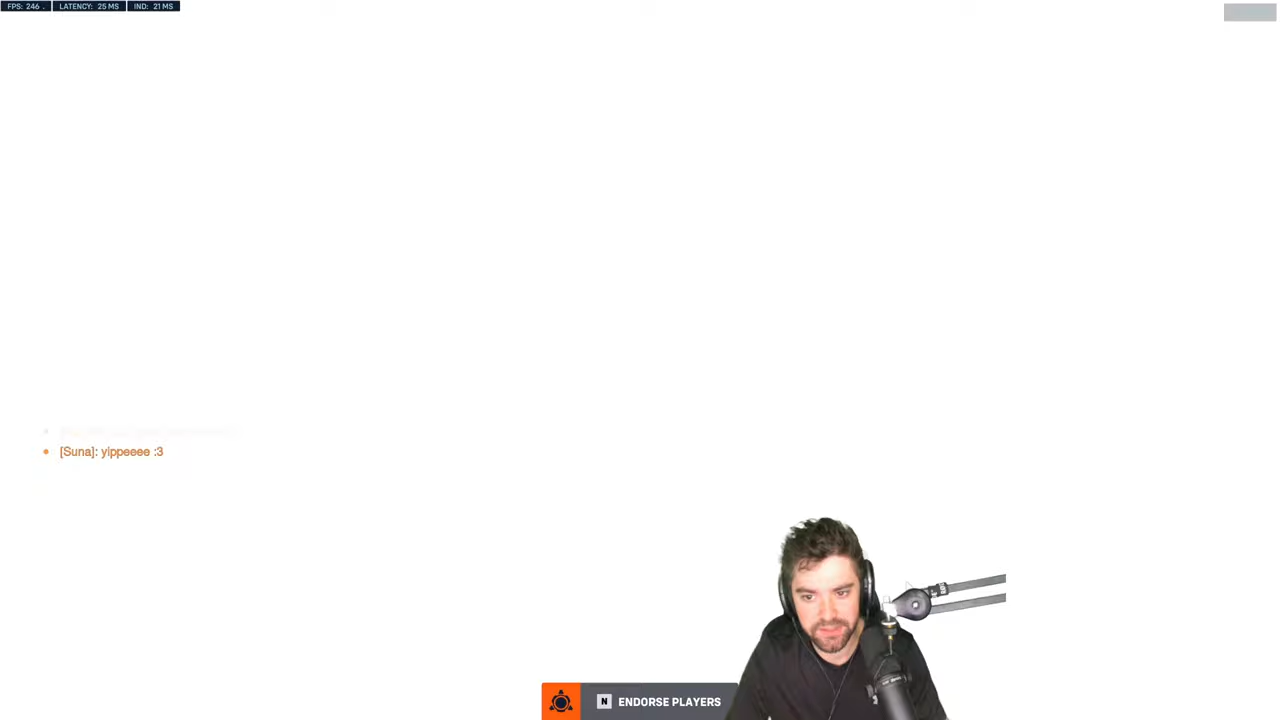 FPS: 246 . LATENCY: 25 MS IND: 21 MS
[Suna]: yippeeee :3
N ENDORSE PLAYERS